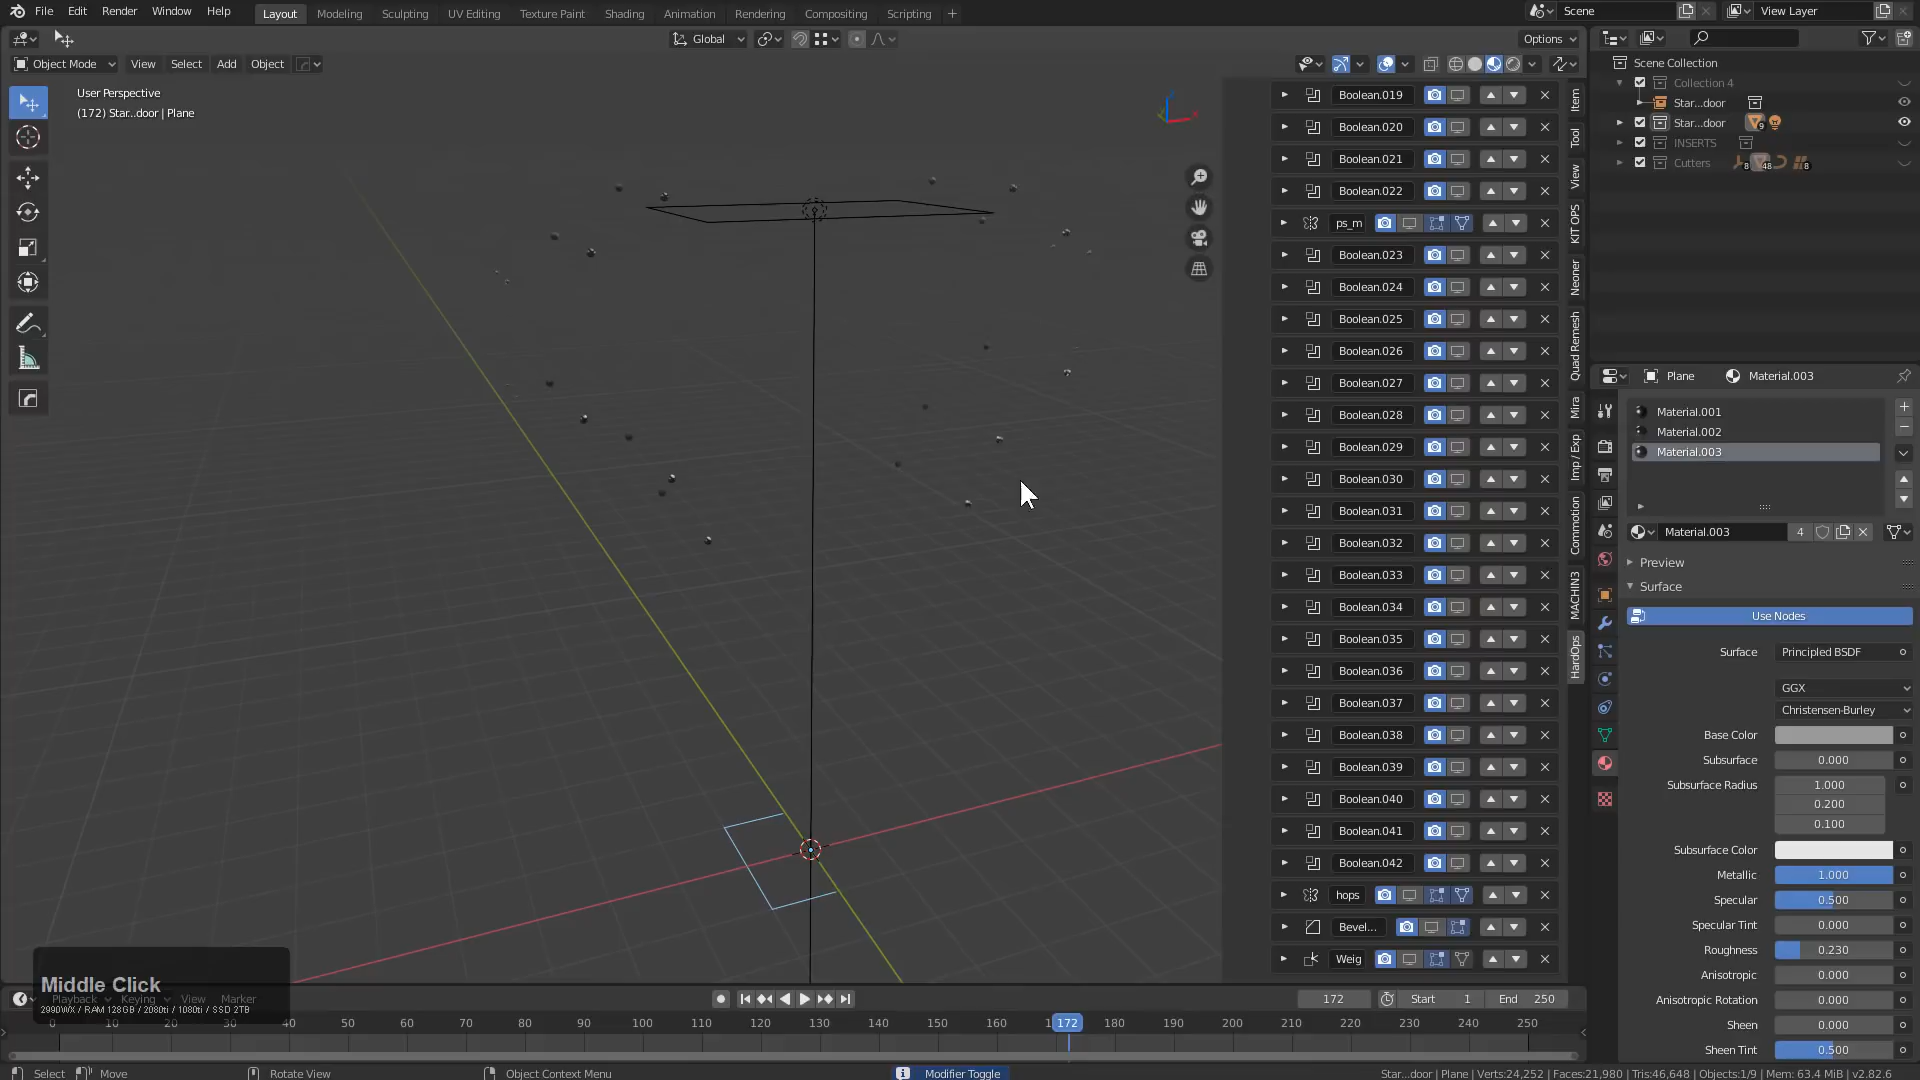 File Edit Render Window Help Layout Modeling Sculpting UV Editing Texture Paint Shading Animation Rendering Compositing Scripting + Scene View Layer
Global Options
Object Mode View Select Add Object
User Perspective
(172) Star...door | Plane
Boolean.019
Boolean.020
Boolean.021
Boolean.022
ps_m
Boolean.023
Boolean.024
Boolean.025
Boolean.026
Boolean.027
Boolean.028
Boolean.029
Boolean.030
Boolean.031
Boolean.032
Boolean.033
Boolean.034
Boolean.035
Boolean.036
Boolean.037
Boolean.038
Boolean.039
Boolean.040
Boolean.041
Boolean.042
hops
Bevel...
Weig
Item
Tool
View
KIT OPS
Neoner
Quad Remesh
Mira
Imp / Exp
Commotion
MACHIN3
HardOps
Scene Collection
Collection 4
Star...door
Star...door 9
INSERTS
Cutters 8 48 8
Plane Material.003
Material.001
Material.002
Material.003
Material.003 4
Preview
Surface
Use Nodes
Surface Principled BSDF
GGX
Christensen-Burley
Base Color
Subsurface 0.000
Subsurface Radius 1.000
0.200
0.100
Subsurface Color
Metallic 1.000
Specular 0.500
Specular Tint 0.000
Roughness 0.230
Anisotropic 0.000
Anisotropic Rotation 0.000
Sheen 0.000
Sheen Tint 0.500
Middle Click
Playback Keying View Marker
2990WX / RAM 128GB / 2080ti / 1080ti / SSD 2TB
172 Start 1 End 250
0 10 20 30 40 50 60 70 80 90 100 110 120 130 140 150 160 172 180 190 200 210 220 230 240 250
Select Move Rotate View Object Context Menu Modifier Toggle Star...door | Plane | Verts:24,252 | Faces:21,980 | Tris:46,648 | Objects:1/9 | Mem: 63.4 MiB | v2.82.6